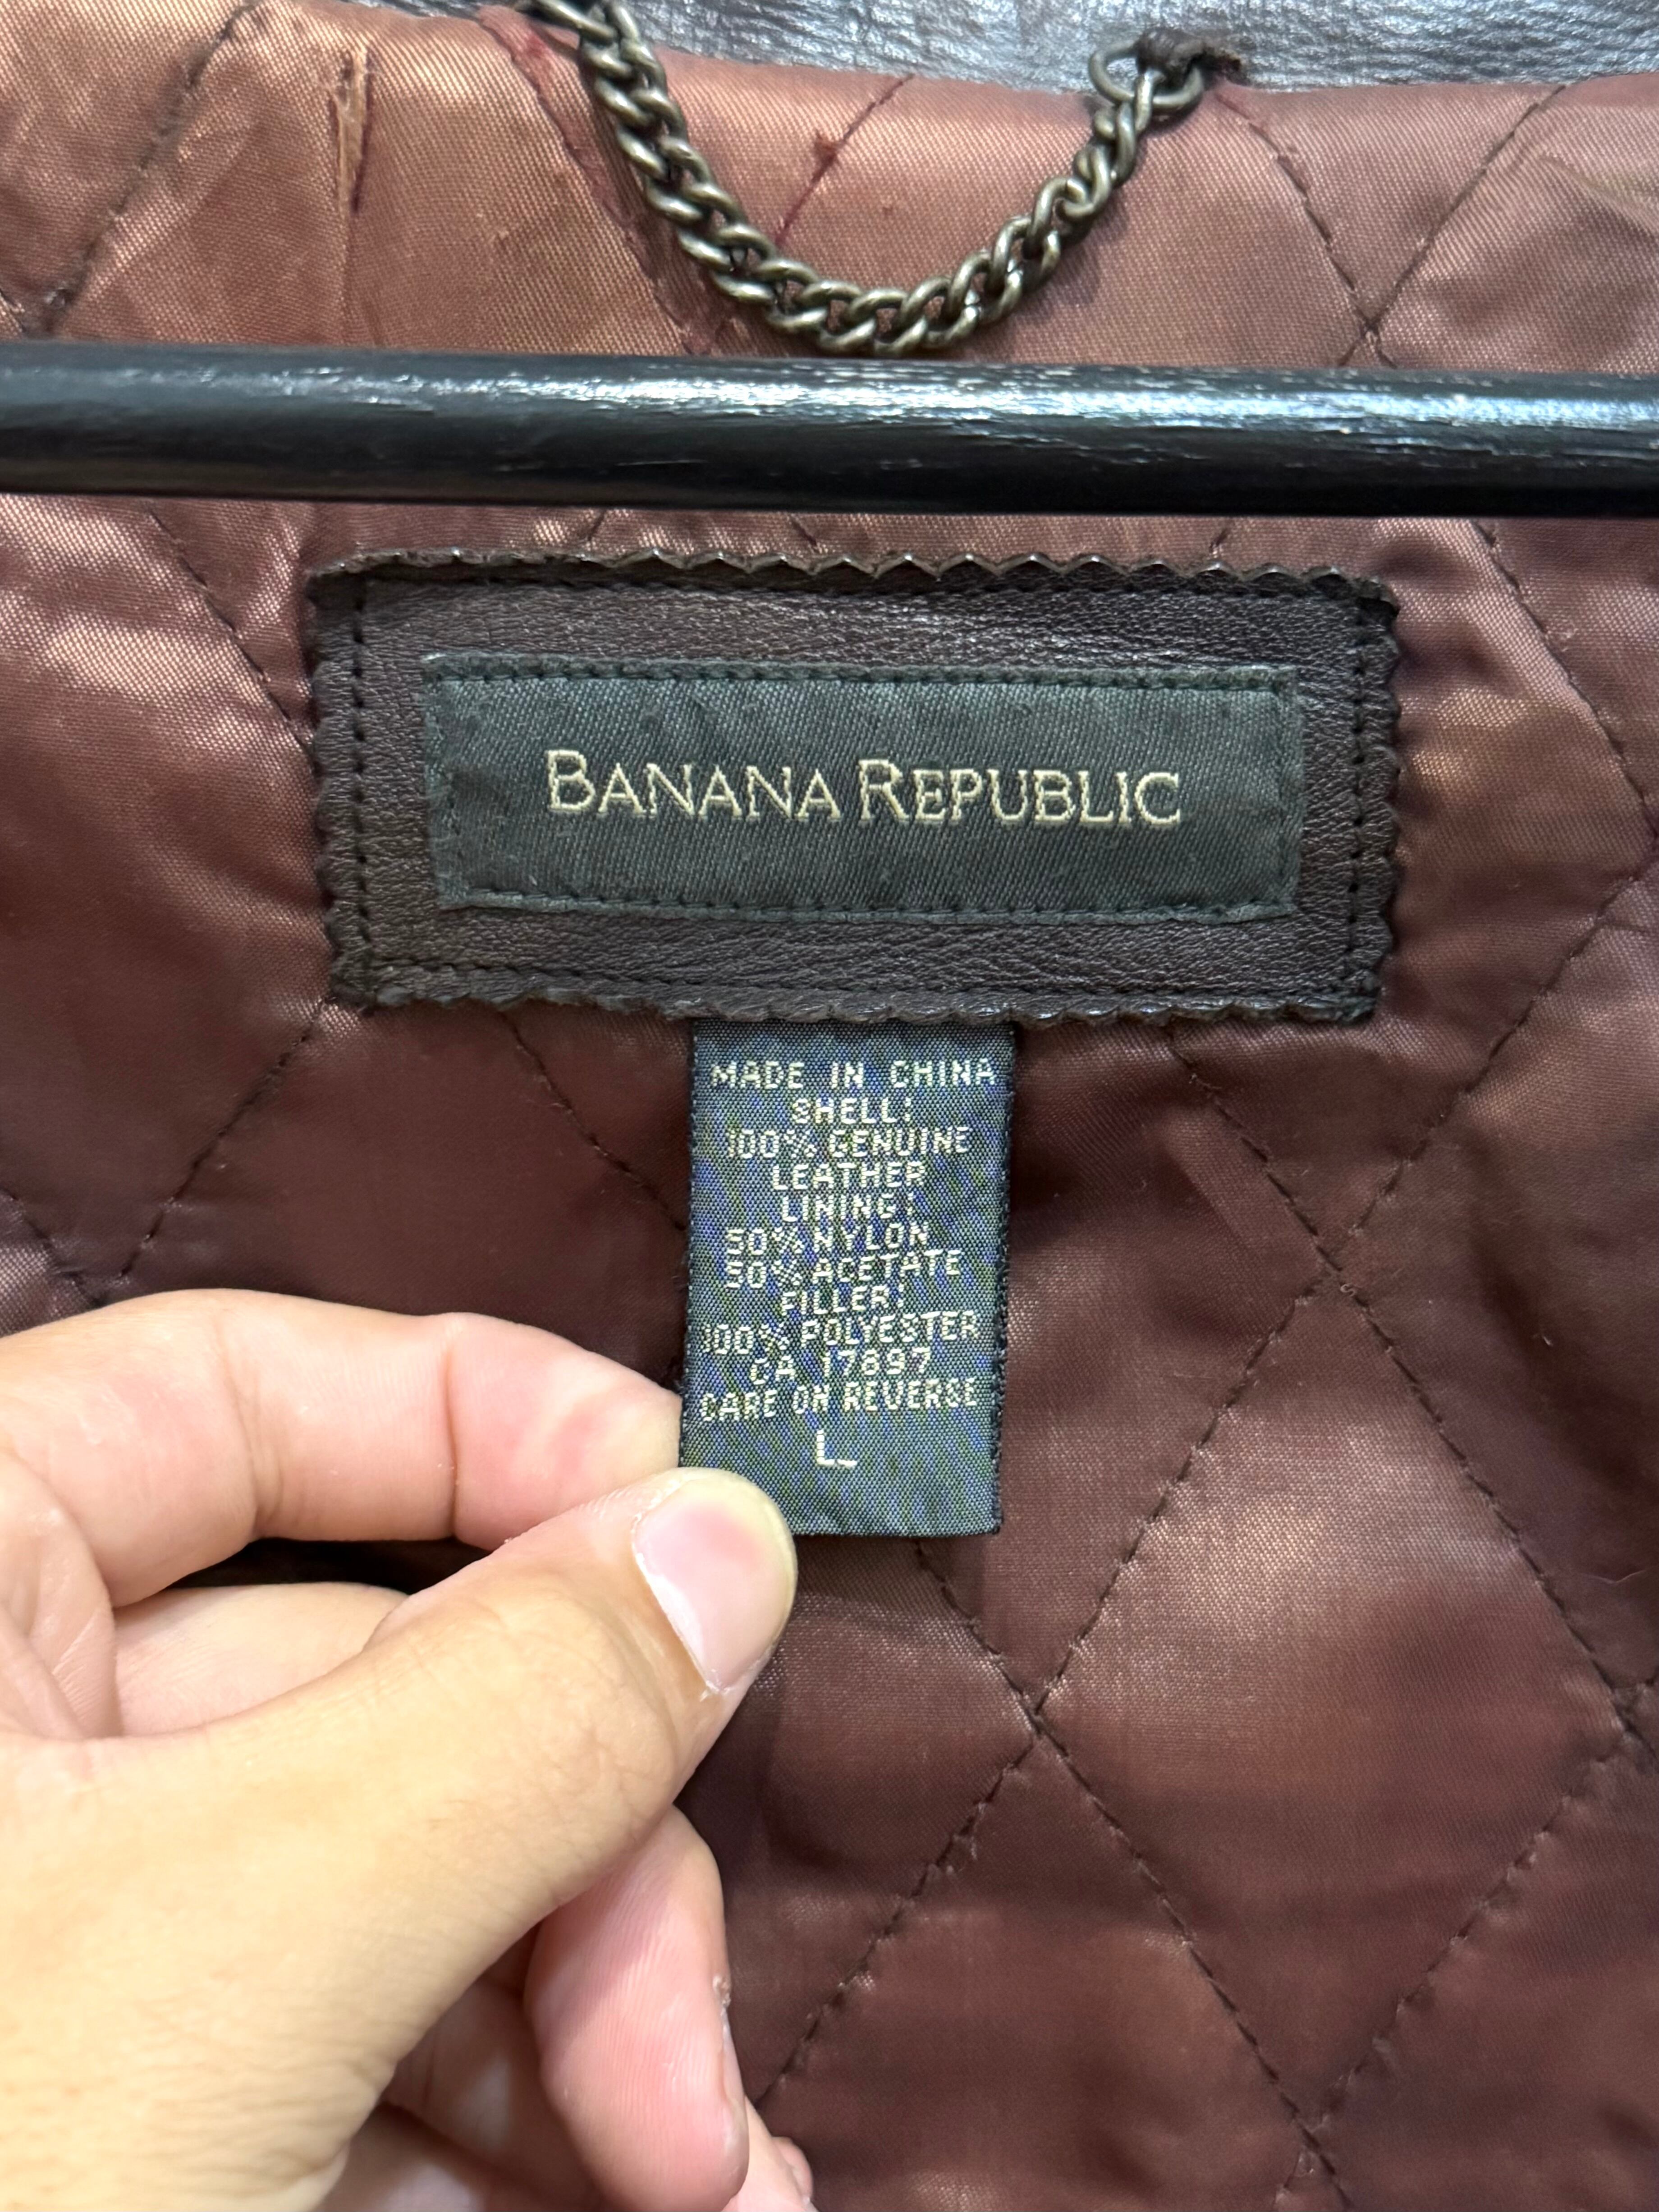 BANANA REPUBLIC
MADE IN CHINA
SHELL:
100% GENUINE
LEATHER
LINING:
50% NYLON
50% ACETATE
FILLER:
100% POLYESTER
CA 17897
CARE ON REVERSE
L